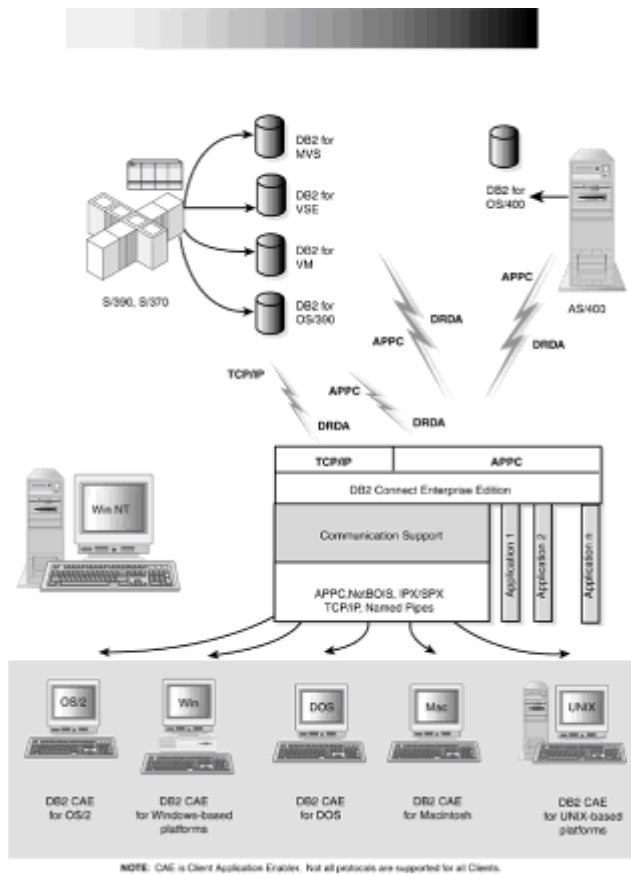 DB2 for
MVS
DB2 for
VSE
DB2 for
VM
DB2 for
OS/390
S/390, S/370
DB2 for
OS/400
AS/400
APPC
DRDA
APPC
DRDA
TCP/IP
DRDA
APPC
DRDA
TCP/IP
APPC
DB2 Connect Enterprise Edition
Communication Support
APPC,NetBOIS, IPX/SPX
TCP/IP, Named Pipes
Application 1
Application 2
Application n
Win NT
OS/2
Win
DOS
Mac
UNIX
DB2 CAE
for OS/2
DB2 CAE
for Windows-based
platforms
DB2 CAE
for DOS
DB2 CAE
for Macintosh
DB2 CAE
for UNIX-based
platforms
NOTE: CAE is Client Application Enabler. Not all protocols are supported for all Clients.